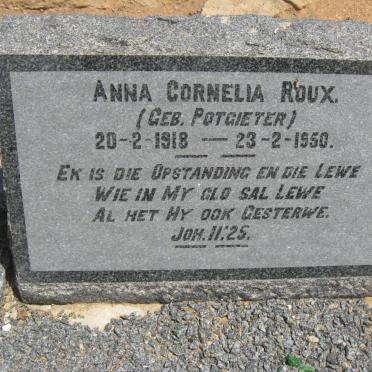 ANNA CORNELIA ROUX.
(GEB. POTGIETER)
20-2-1918 — 23-2-1950.
EK IS DIE OPSTANDING EN DIE LEWE
WIE IN MY GLO SAL LEWE
AL HET HY OOK GESTERWE.
JOH. 11:25.